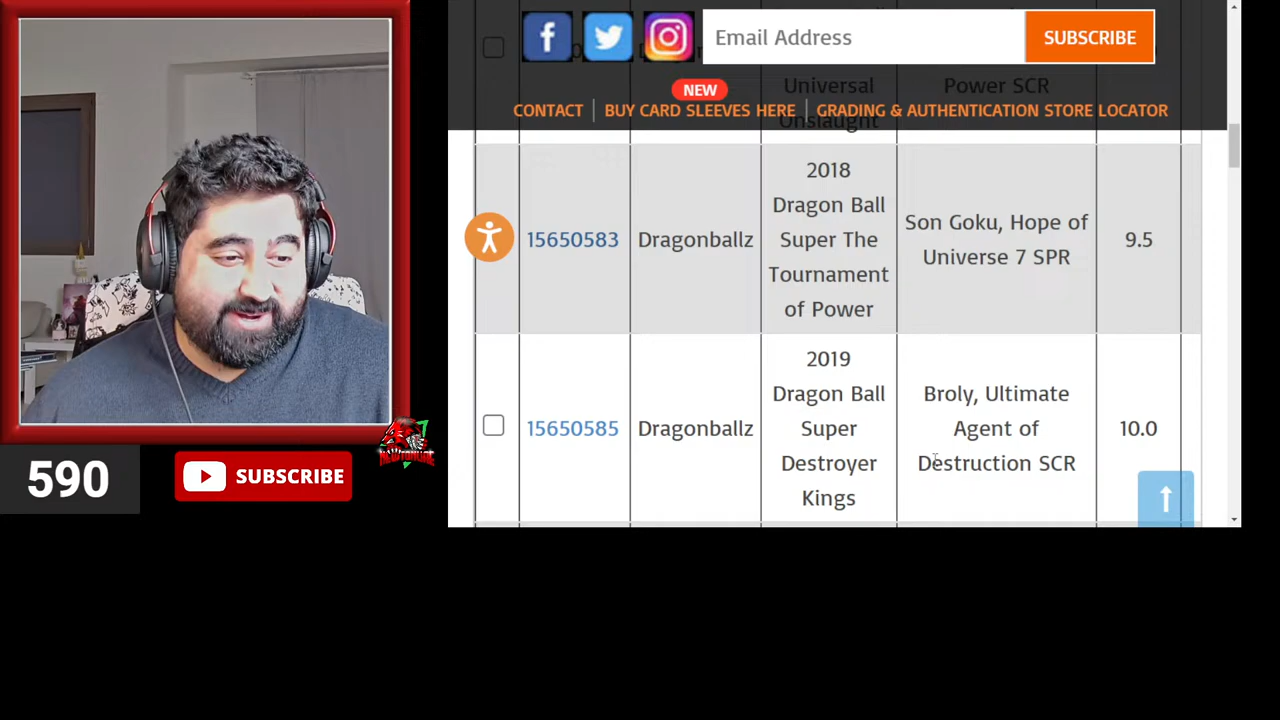 Email Address
SUBSCRIBE
Universal
Onslaught
Power SCR
NEW
CONTACT
BUY CARD SLEEVES HERE
GRADING & AUTHENTICATION STORE LOCATOR
15650583
Dragonballz
2018
Dragon Ball
Super The
Tournament
of Power
Son Goku, Hope of
Universe 7 SPR
9.5
15650585
Dragonballz
2019
Dragon Ball
Super
Destroyer
Kings
Broly, Ultimate
Agent of
Destruction SCR
10.0
590
SUBSCRIBE